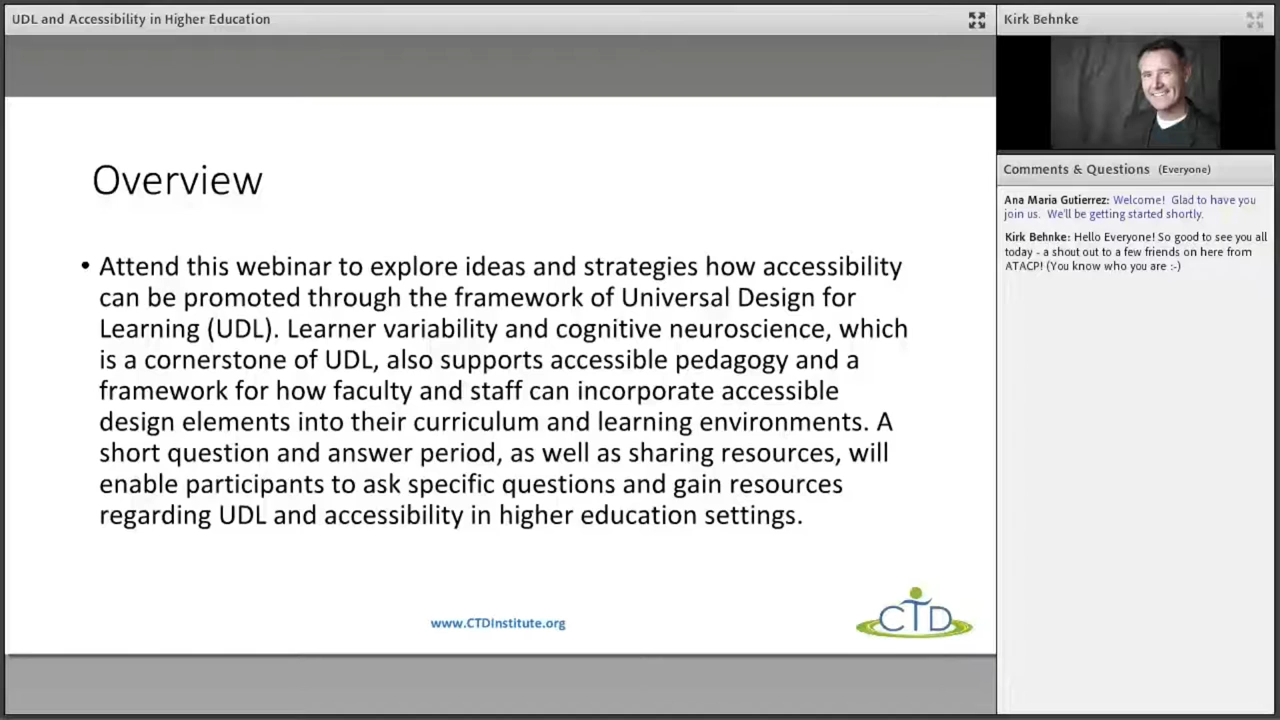 UDL and Accessibility in Higher Education
Overview
• Attend this webinar to explore ideas and strategies how accessibility
can be promoted through the framework of Universal Design for
Learning (UDL). Learner variability and cognitive neuroscience, which
is a cornerstone of UDL, also supports accessible pedagogy and a
framework for how faculty and staff can incorporate accessible
design elements into their curriculum and learning environments. A
short question and answer period, as well as sharing resources, will
enable participants to ask specific questions and gain resources
regarding UDL and accessibility in higher education settings.
www.CTDInstitute.org
CTD
Kirk Behnke
Comments & Questions (Everyone)
Ana Maria Gutierrez: Welcome! Glad to have you
join us. We'll be getting started shortly.
Kirk Behnke: Hello Everyone! So good to see you all
today - a shout out to a few friends on here from
ATACP! (You know who you are :-)